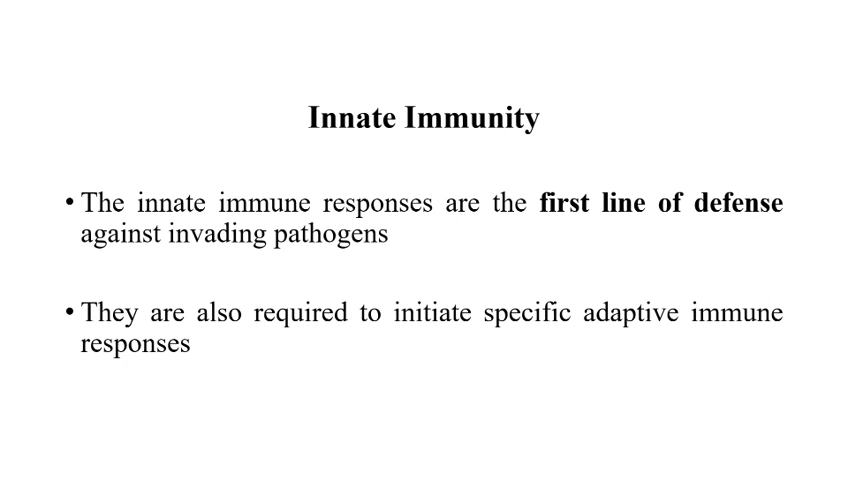 Innate Immunity
• The innate immune responses are the first line of defense
against invading pathogens
• They are also required to initiate specific adaptive immune
responses